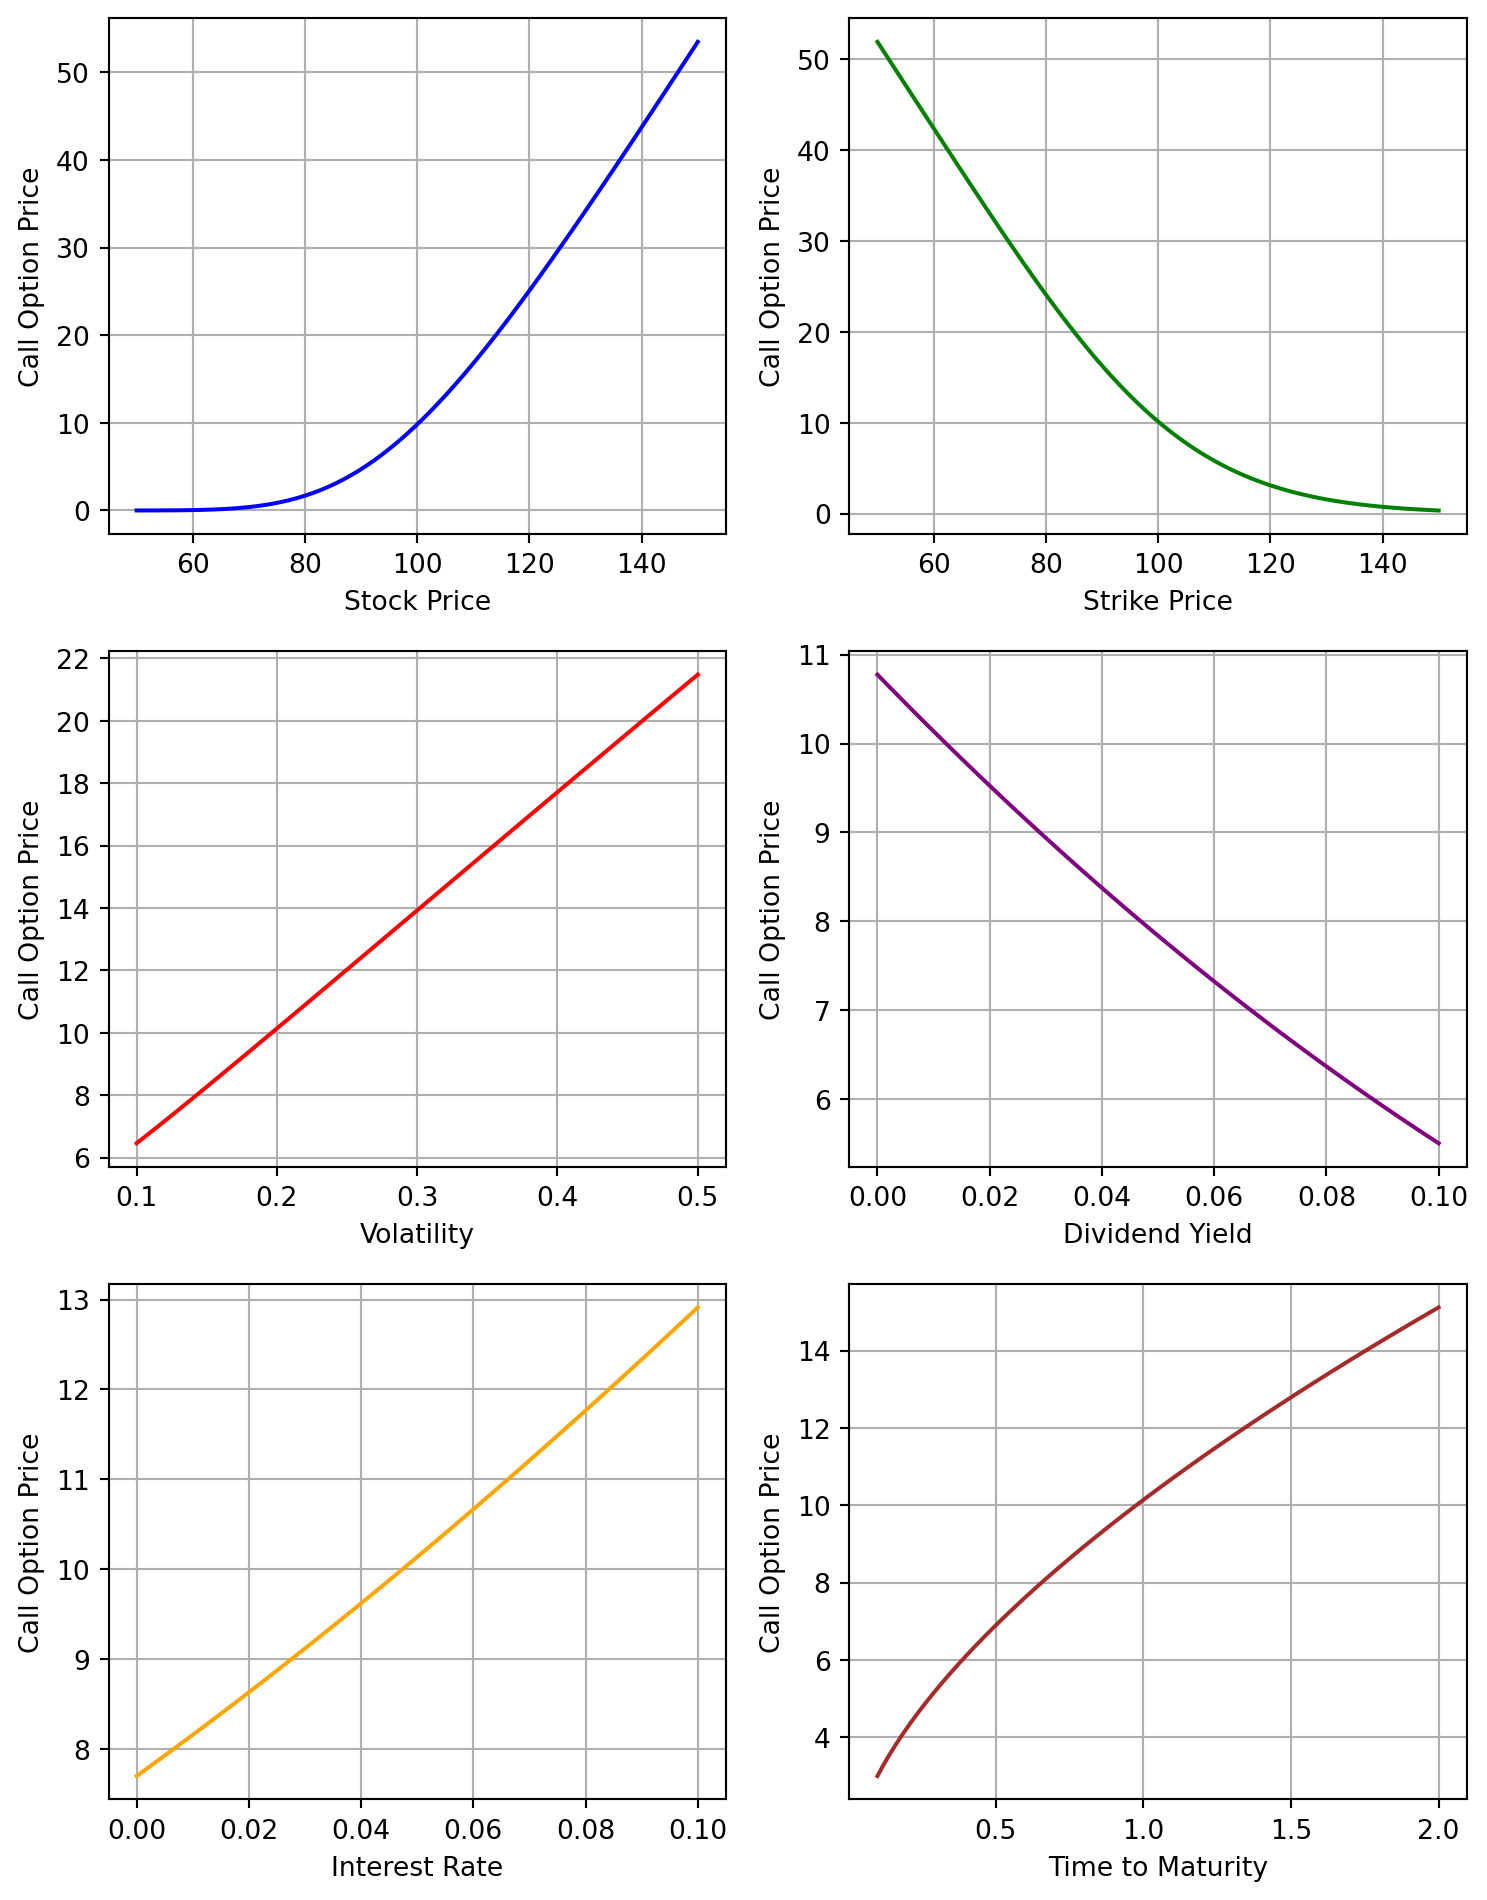 Call Option Price
50
40
30
20
10
0
60 80 100 120 140
Stock Price
Call Option Price
50
40
30
20
10
0
60 80 100 120 140
Strike Price
Call Option Price
22
20
18
16
14
12
10
8
6
0.1 0.2 0.3 0.4 0.5
Volatility
Call Option Price
11
10
9
8
7
6
0.00 0.02 0.04 0.06 0.08 0.10
Dividend Yield
Call Option Price
13
12
11
10
9
8
0.00 0.02 0.04 0.06 0.08 0.10
Interest Rate
Call Option Price
14
12
10
8
6
4
0.5 1.0 1.5 2.0
Time to Maturity